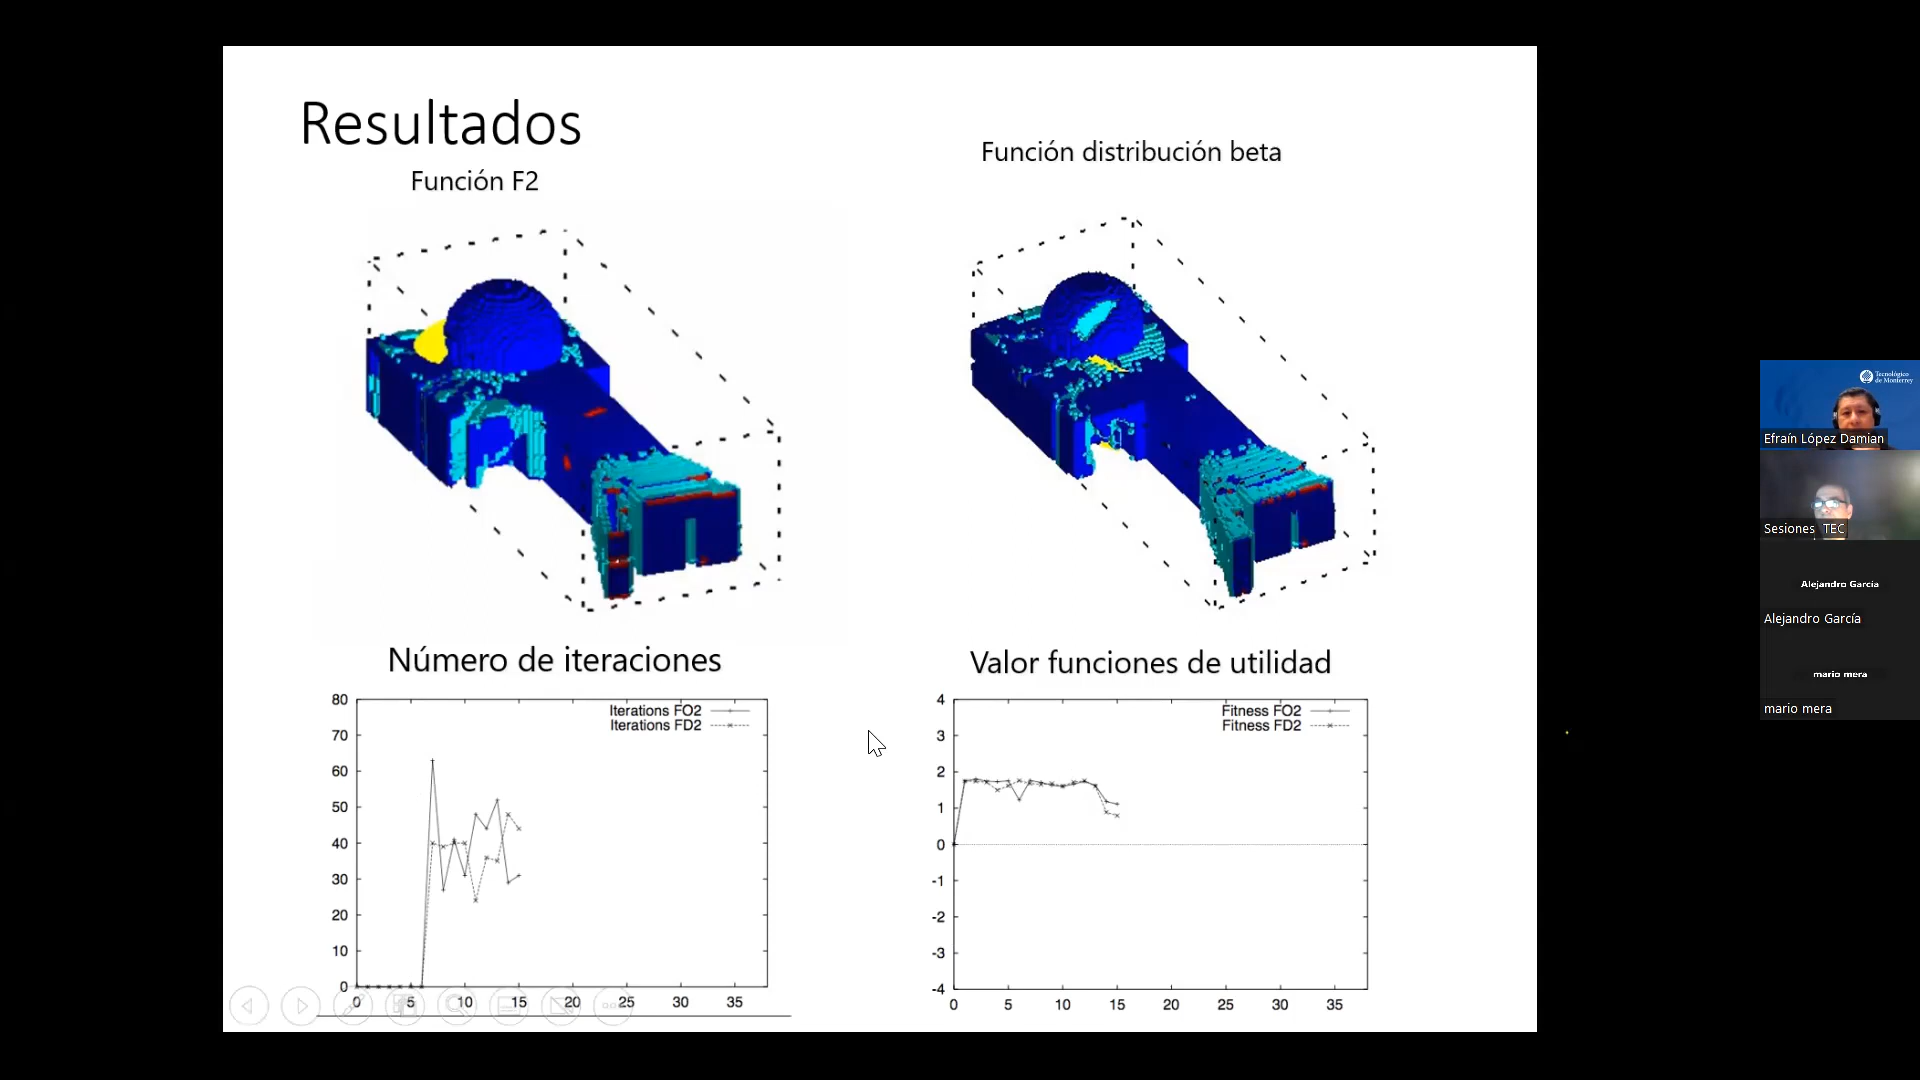 Resultados
Función F2
Función distribución beta
Número de iteraciones
80
70
60
50
40
30
20
10
0
0
5
10
15
20
25
30
35
Iterations FO2
Iterations FD2
Valor funciones de utilidad
4
3
2
1
0
-1
-2
-3
-4
0
5
10
15
20
25
30
35
Fitness FO2
Fitness FD2
Tecnológico
de Monterrey
Efraín López Damian
Sesiones TEC
Alejandro García
Alejandro García
mario mera
mario mera